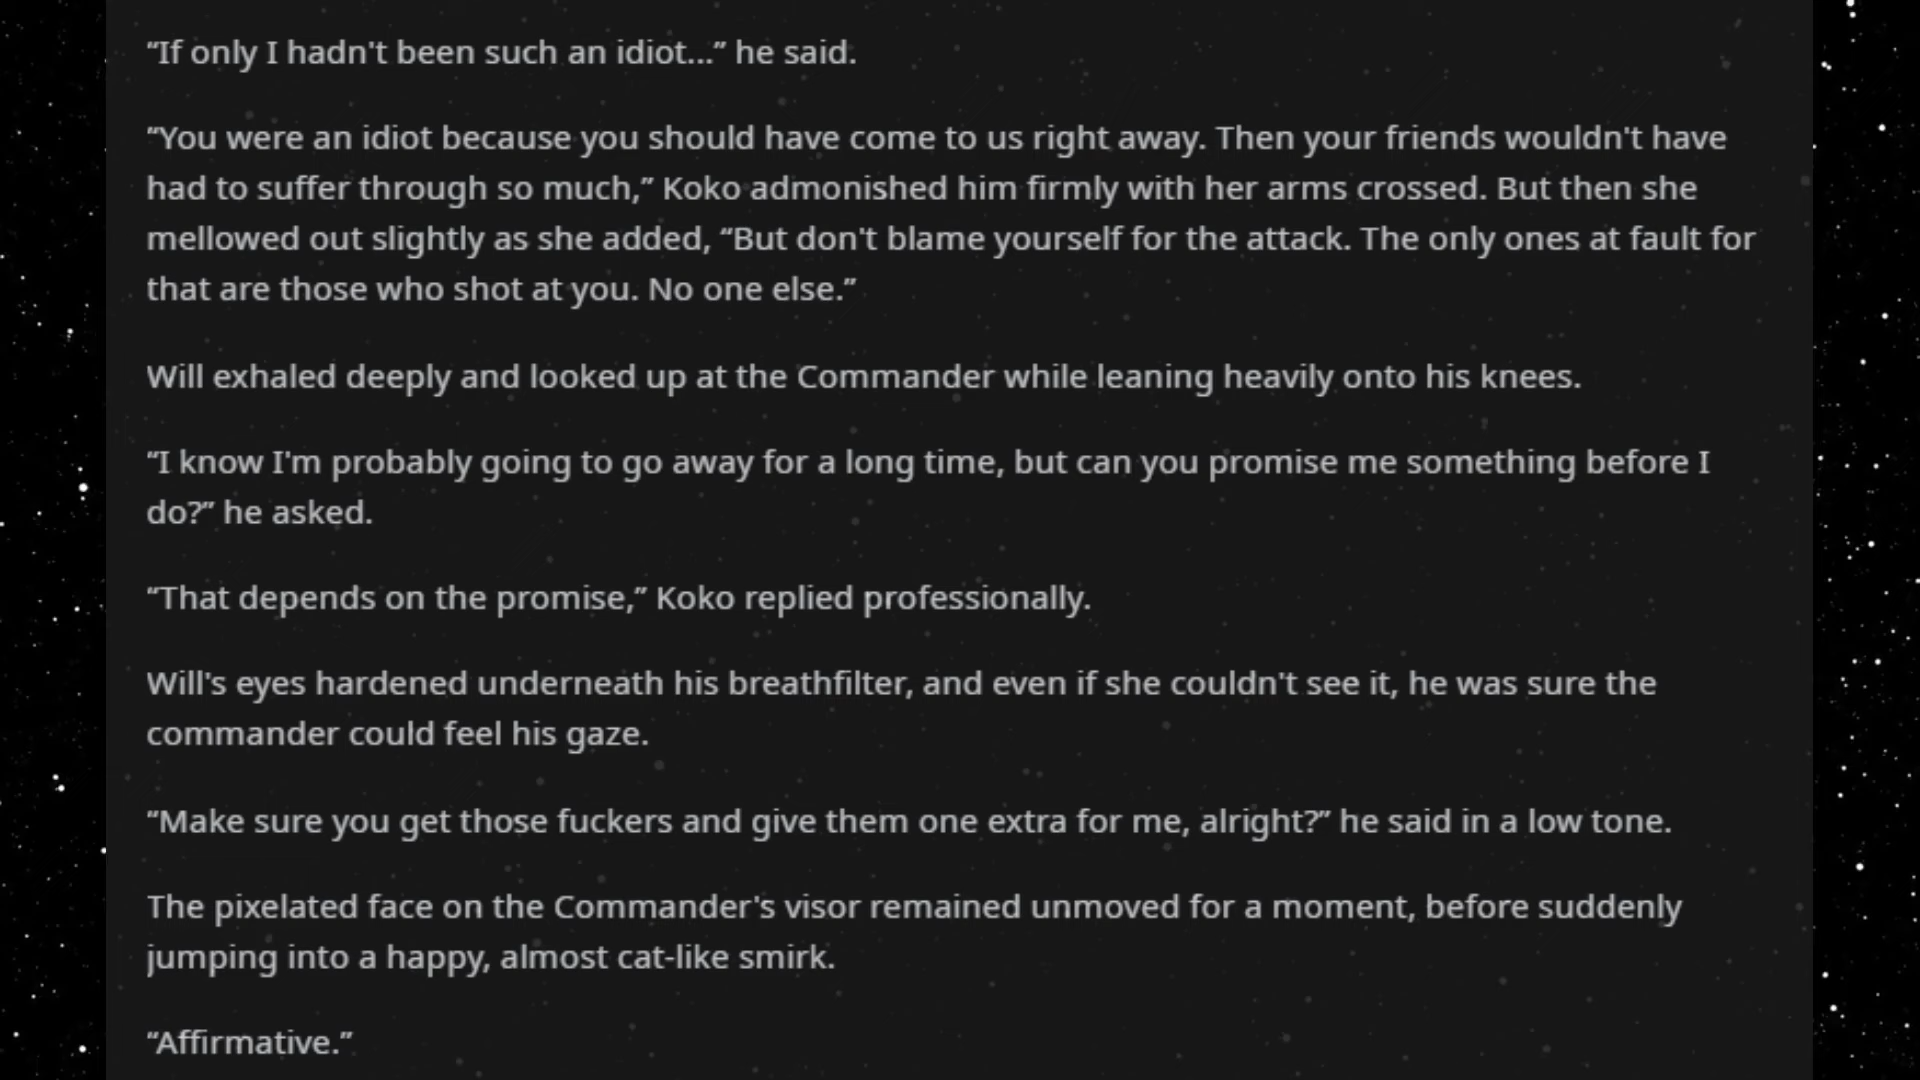 “If only I hadn't been such an idiot...” he said.
“You were an idiot because you should have come to us right away. Then your friends wouldn't have
had to suffer through so much,” Koko admonished him firmly with her arms crossed. But then she
mellowed out slightly as she added, “But don't blame yourself for the attack. The only ones at fault for
that are those who shot at you. No one else.”
Will exhaled deeply and looked up at the Commander while leaning heavily onto his knees.
“I know I'm probably going to go away for a long time, but can you promise me something before I
do?” he asked.
“That depends on the promise,” Koko replied professionally.
Will's eyes hardened underneath his breathfilter, and even if she couldn't see it, he was sure the
commander could feel his gaze.
“Make sure you get those fuckers and give them one extra for me, alright?” he said in a low tone.
The pixelated face on the Commander's visor remained unmoved for a moment, before suddenly
jumping into a happy, almost cat-like smirk.
“Affirmative.”